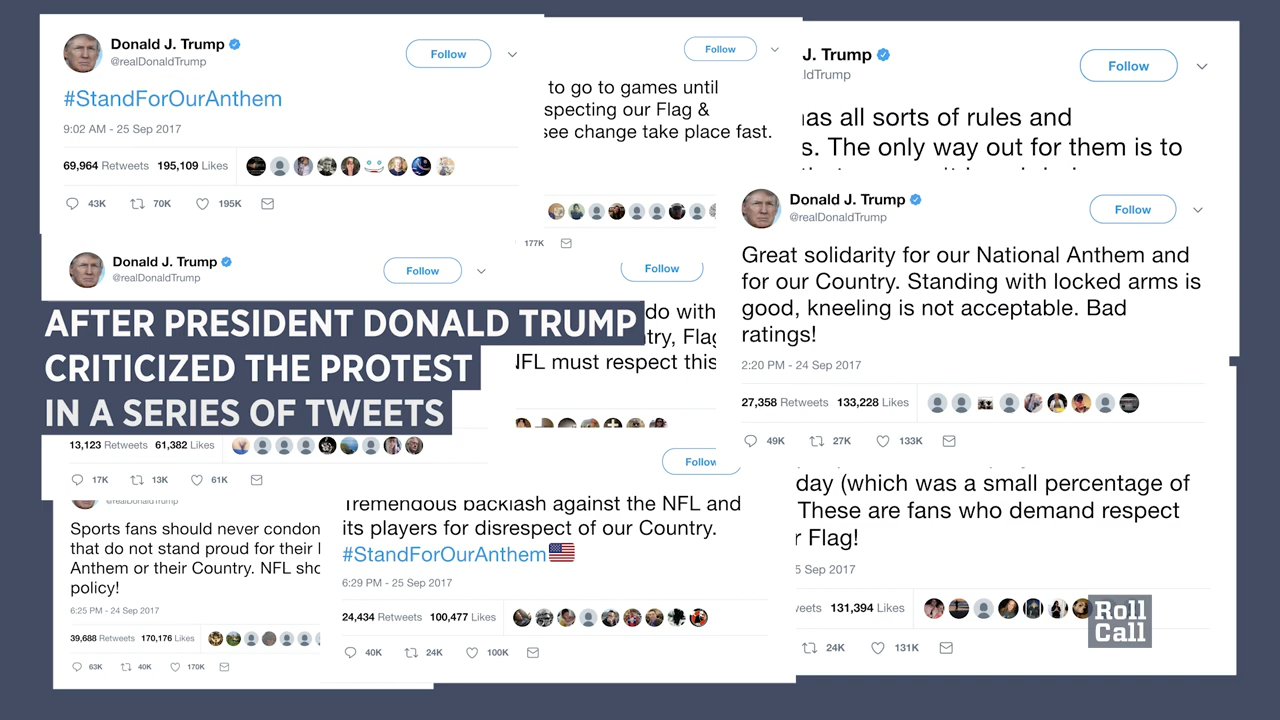 Donald J. Trump
@realDonaldTrump
Follow
#StandForOurAnthem
9:02 AM - 25 Sep 2017
69,964 Retweets 195,109 Likes
43K 70K 195K
Follow
to go to games until
specting our Flag &
see change take place fast.
177K
J. Trump
ldTrump
Follow
has all sorts of rules and
s. The only way out for them is to
Donald J. Trump
@realDonaldTrump
Follow
Great solidarity for our National Anthem and
for our Country. Standing with locked arms is
good, kneeling is not acceptable. Bad
ratings!
2:20 PM - 24 Sep 2017
27,358 Retweets 133,228 Likes
49K 27K 133K
Donald J. Trump
@realDonaldTrump
Follow
AFTER PRESIDENT DONALD TRUMP
CRITICIZED THE PROTEST
IN A SERIES OF TWEETS
13,123 Retweets 61,382 Likes
17K 13K 61K
Follow
do with
try, Flag
NFL must respect this
@realDonaldTrump
Sports fans should never condon
that do not stand proud for their
Anthem or their Country. NFL sho
policy!
6:25 PM - 24 Sep 2017
39,688 Retweets 170,176 Likes
63K 40K 170K
Follow
Tremendous backlash against the NFL and
its players for disrespect of our Country.
#StandForOurAnthem
6:29 PM - 25 Sep 2017
24,434 Retweets 100,477 Likes
40K 24K 100K
day (which was a small percentage of
These are fans who demand respect
r Flag!
5 Sep 2017
weets 131,394 Likes
24K 131K
Roll
Call